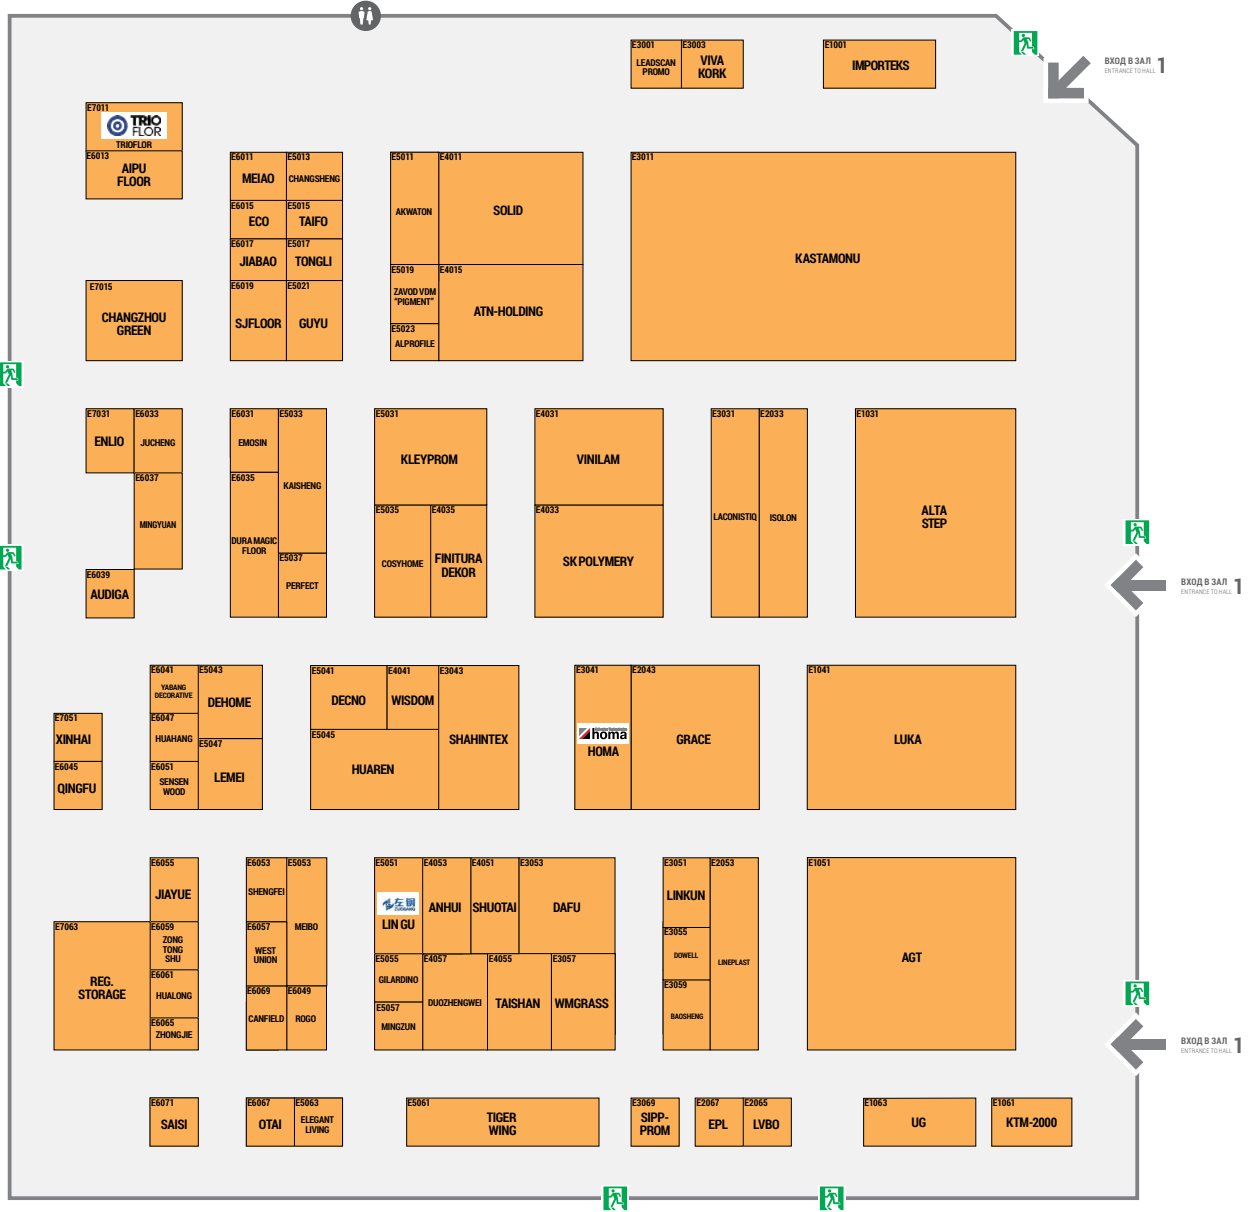 E3001
LEADSCAN
PROMO
E3003
VIVA
KORK
E1001
IMPORTEKS
ВХОД В ЗАЛ 1
ENTRANCE TO HALL
E7011
TRIO
FLOR
TRIOFLOR
E6013
AIPU
FLOOR
E6011
MEIAO
E5013
CHANGSHENG
E6015
ECO
E5015
TAIFO
E6017
JIABAO
E5017
TONGLI
E6019
SJFLOOR
E5021
GUYU
E5011
AKWATON
E4011
SOLID
E5019
ZAVOD VDM
"PIGMENT"
E4015
ATN-HOLDING
E5023
ALPROFILE
E3011
KASTAMONU
E7015
CHANGZHOU
GREEN
E7031
ENLIO
E6033
JUCHENG
E6037
MINGYUAN
E6039
AUDIGA
E6031
EMOSIN
E5033
KAISHENG
E6035
DURA MAGIC
FLOOR
E5037
PERFECT
E5031
KLEYPROM
E5035
COSYHOME
E4035
FINITURA
DEKOR
E4031
VINILAM
E4033
SK POLYMERY
E3031
LACONISTIQ
E2033
ISOLON
E1031
ALTA
STEP
ВХОД В ЗАЛ 1
ENTRANCE TO HALL
E7051
XINHAI
E6045
QINGFU
E6041
YABANG
DECORATIVE
E5043
DEHOME
E6047
HUAHANG
E5047
LEMEI
E6051
SENSEN
WOOD
E5041
DECNO
E4041
WISDOM
E3043
SHAHINTEX
E5045
HUAREN
E3041
homa
HOMA
E2043
GRACE
E1041
LUKA
E6055
JIAYUE
E7063
REG.
STORAGE
E6059
ZONG
TONG
SHU
E6061
HUALONG
E6065
ZHONGJIE
E6053
SHENGFEI
E5053
MEIBO
E6057
WEST
UNION
E6069
CANFIELD
E6049
ROGO
E5051
左钢
LIN GU
E4053
ANHUI
E4051
SHUOTAI
E3053
DAFU
E5055
GILARDINO
E4057
DUOZHENGWEI
E4055
TAISHAN
E3057
WMGRASS
E5057
MINGZUN
E3051
LINKUN
E2053
LINEPLAST
E3055
DOWELL
E3059
BAOSHENG
E1051
AGT
ВХОД В ЗАЛ 1
ENTRANCE TO HALL
E6071
SAISI
E6067
OTAI
E5063
ELEGANT
LIVING
E5061
TIGER
WING
E3069
SIPP-
PROM
E2067
EPL
E2065
LVBO
E1063
UG
E1061
KTM-2000